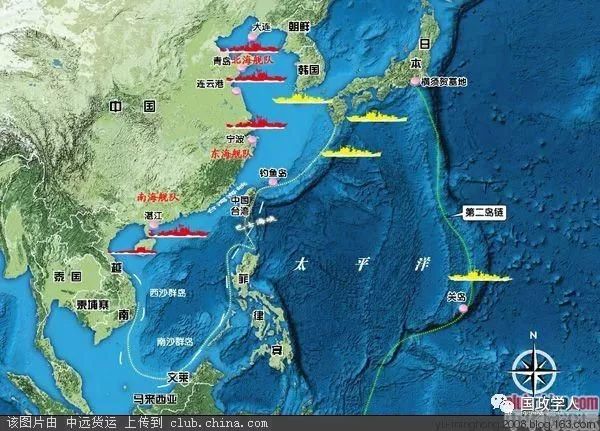 大连
朝鲜
日本
青岛
北海舰队
韩国
连云港
横须贺基地
中国
宁波
东海舰队
钓鱼岛
南海舰队
中国
台湾
湛江
第二岛链
太平洋
泰国
越南
菲律宾
西沙群岛
柬埔寨
关岛
南沙群岛
文莱
马来西亚
N
国政学人
该图片由 中远货运 上传到 club.china.com